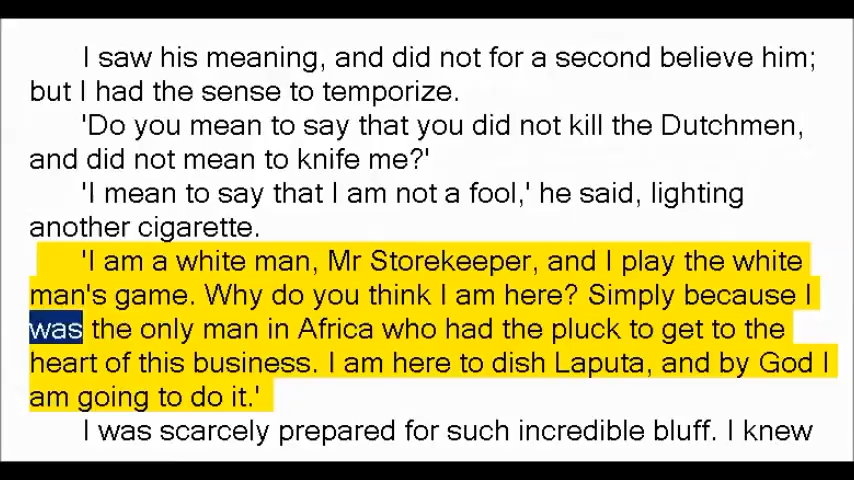 I saw his meaning, and did not for a second believe him;
but I had the sense to temporize.
'Do you mean to say that you did not kill the Dutchmen,
and did not mean to knife me?'
'I mean to say that I am not a fool,' he said, lighting
another cigarette.
'I am a white man, Mr Storekeeper, and I play the white
man's game. Why do you think I am here? Simply because I
was the only man in Africa who had the pluck to get to the
heart of this business. I am here to dish Laputa, and by God I
am going to do it.'
I was scarcely prepared for such incredible bluff. I knew